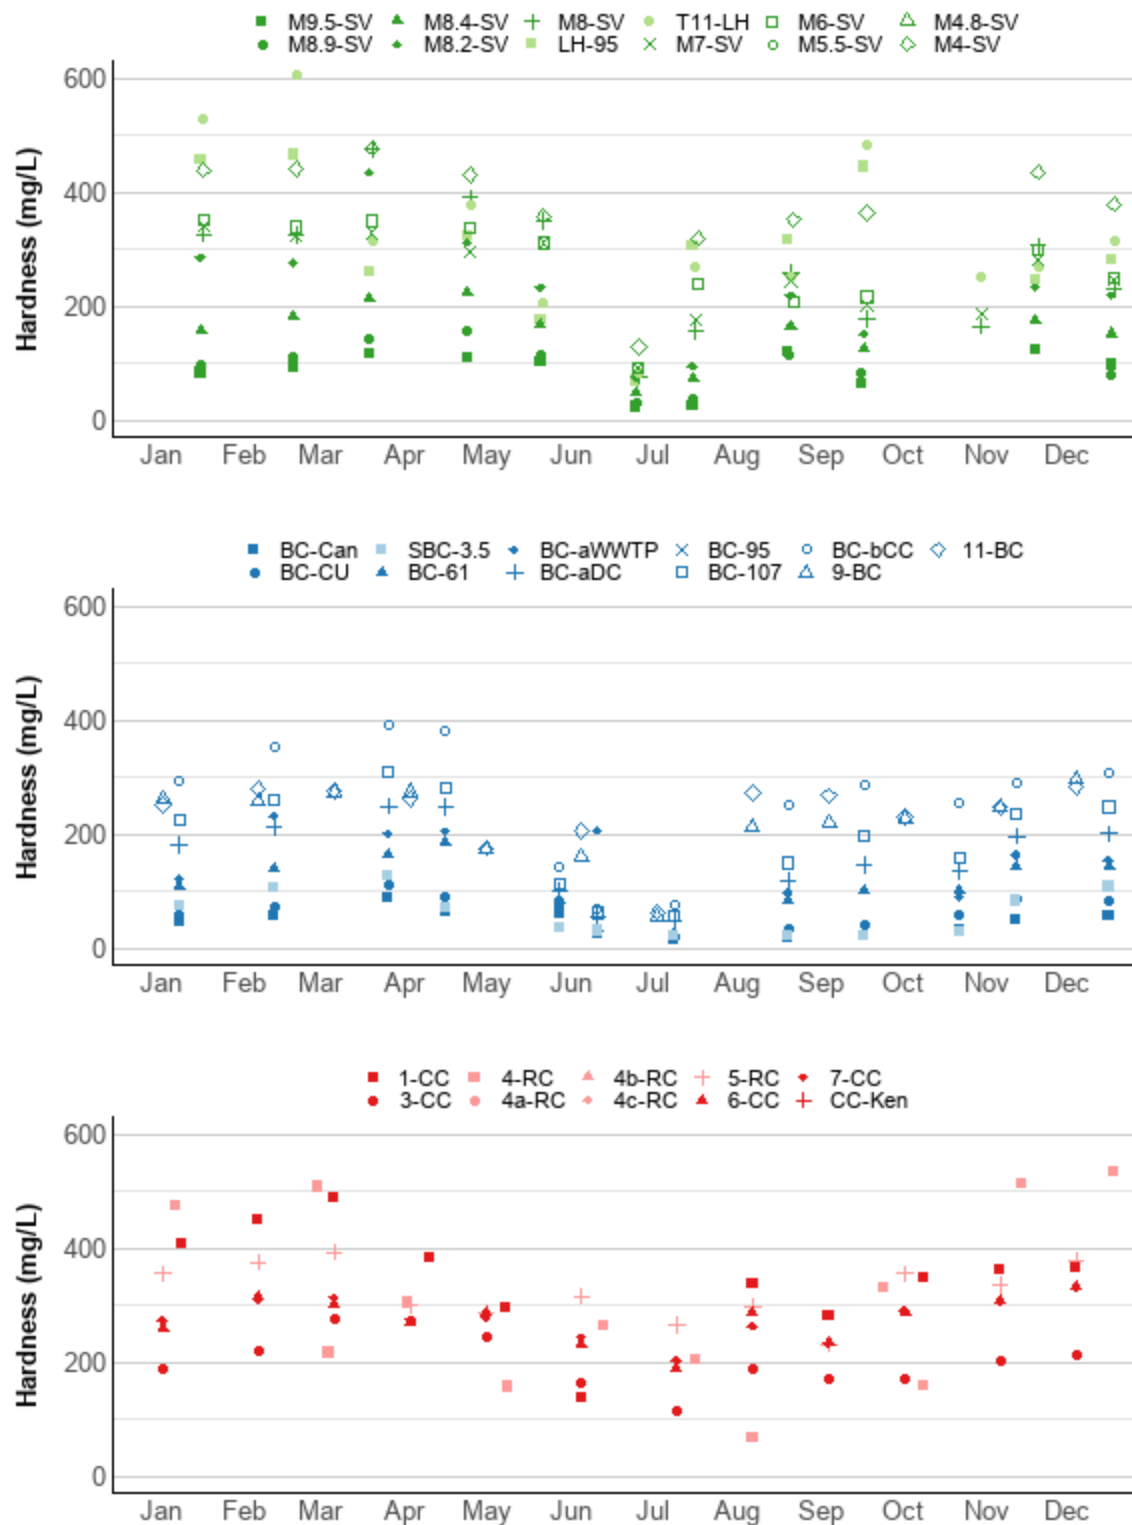 M9.5-SV M8.4-SV M8-SV T11-LH M6-SV M4.8-SV
M8.9-SV M8.2-SV LH-95 M7-SV M5.5-SV M4-SV
Hardness (mg/L)
600
400
200
0
Jan Feb Mar Apr May Jun Jul Aug Sep Oct Nov Dec
BC-Can SBC-3.5 BC-aWWTP BC-95 BC-bCC 11-BC
BC-CU BC-61 BC-aDC BC-107 9-BC
Hardness (mg/L)
600
400
200
0
Jan Feb Mar Apr May Jun Jul Aug Sep Oct Nov Dec
1-CC 4-RC 4b-RC 5-RC 7-CC
3-CC 4a-RC 4c-RC 6-CC CC-Ken
Hardness (mg/L)
600
400
200
0
Jan Feb Mar Apr May Jun Jul Aug Sep Oct Nov Dec